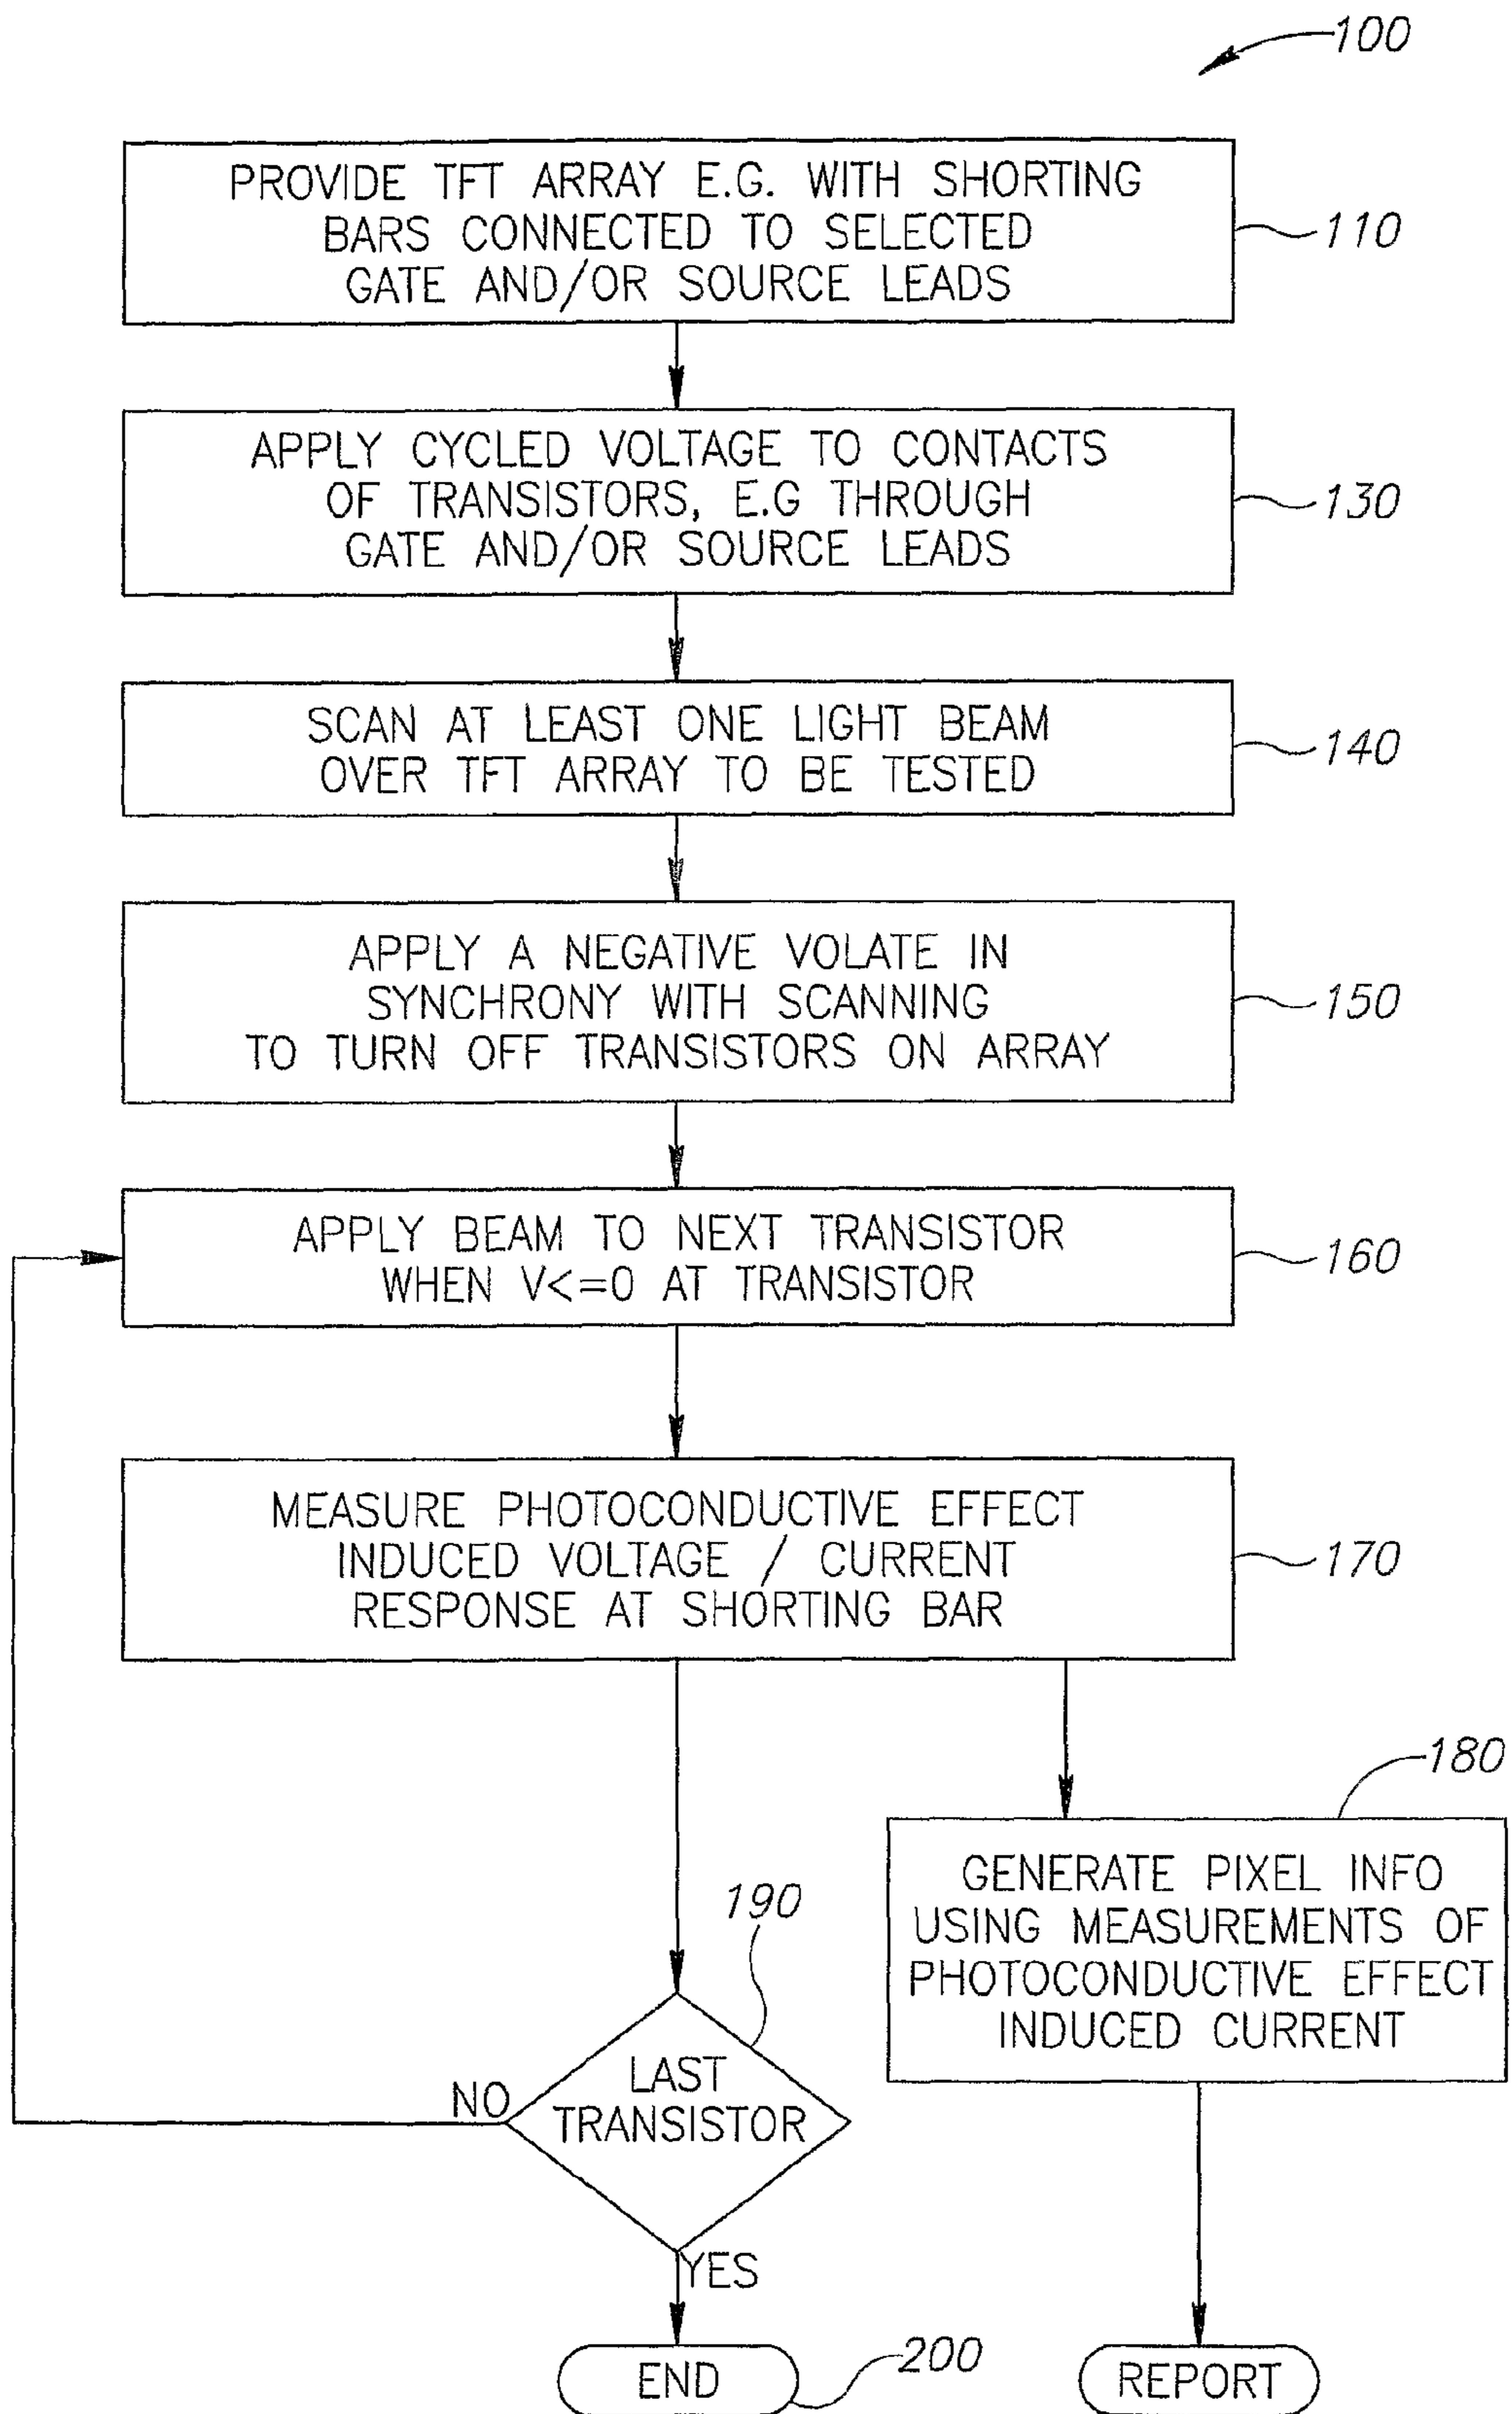 100
PROVIDE TFT ARRAY E.G. WITH SHORTING
BARS CONNECTED TO SELECTED
GATE AND/OR SOURCE LEADS
110
APPLY CYCLED VOLTAGE TO CONTACTS
OF TRANSISTORS, E.G THROUGH
GATE AND/OR SOURCE LEADS
130
SCAN AT LEAST ONE LIGHT BEAM
OVER TFT ARRAY TO BE TESTED
140
APPLY A NEGATIVE VOLATE IN
SYNCHRONY WITH SCANNING
TO TURN OFF TRANSISTORS ON ARRAY
150
APPLY BEAM TO NEXT TRANSISTOR
WHEN V<=0 AT TRANSISTOR
160
MEASURE PHOTOCONDUCTIVE EFFECT
INDUCED VOLTAGE / CURRENT
RESPONSE AT SHORTING BAR
170
180
GENERATE PIXEL INFO
USING MEASUREMENTS OF
PHOTOCONDUCTIVE EFFECT
INDUCED CURRENT
190
LAST
TRANSISTOR
NO
YES
END
200
REPORT